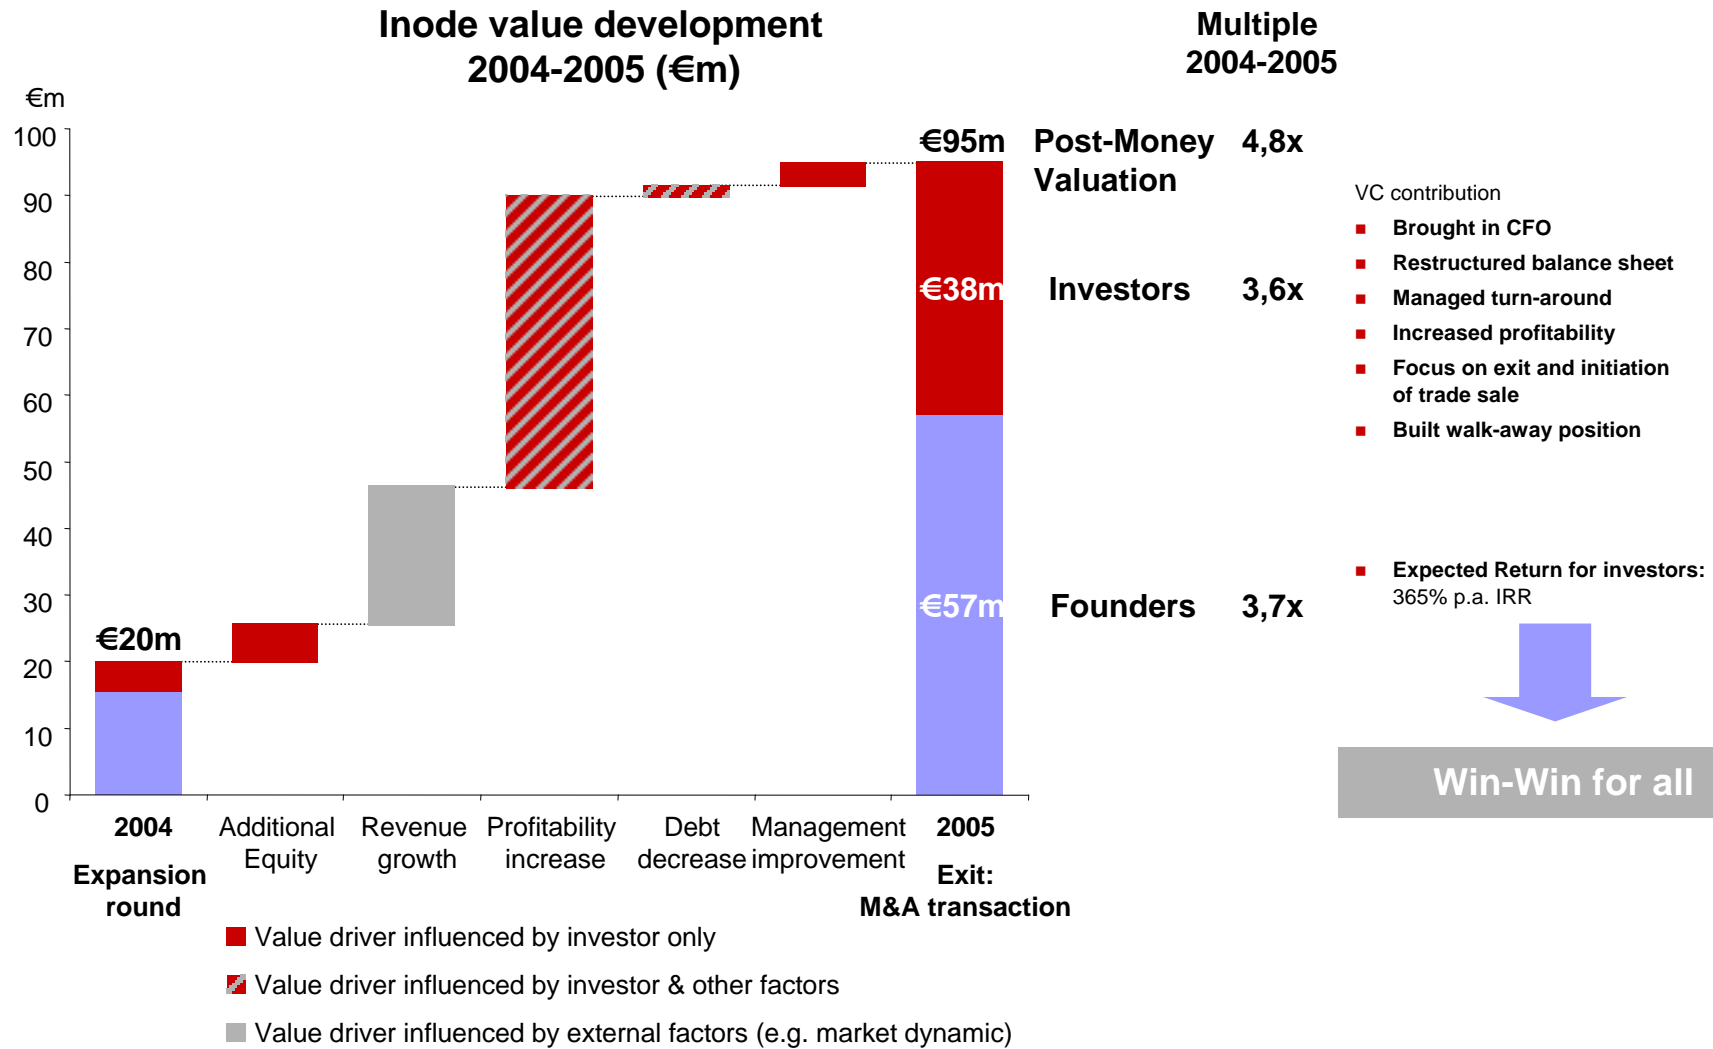 Inode value development
2004-2005 (€m)
Multiple
2004-2005
€m
100
90
80
70
60
50
40
30
20
10
0
€20m
€95m
€38m
€57m
Post-Money 4,8x
Valuation
Investors 3,6x
Founders 3,7x
2004
Expansion
round
Additional
Equity
Revenue
growth
Profitability
increase
Debt
decrease
Management
improvement
2005
Exit:
M&A transaction
Value driver influenced by investor only
Value driver influenced by investor & other factors
Value driver influenced by external factors (e.g. market dynamic)
VC contribution
Brought in CFO
Restructured balance sheet
Managed turn-around
Increased profitability
Focus on exit and initiation
of trade sale
Built walk-away position
Expected Return for investors:
365% p.a. IRR
Win-Win for all